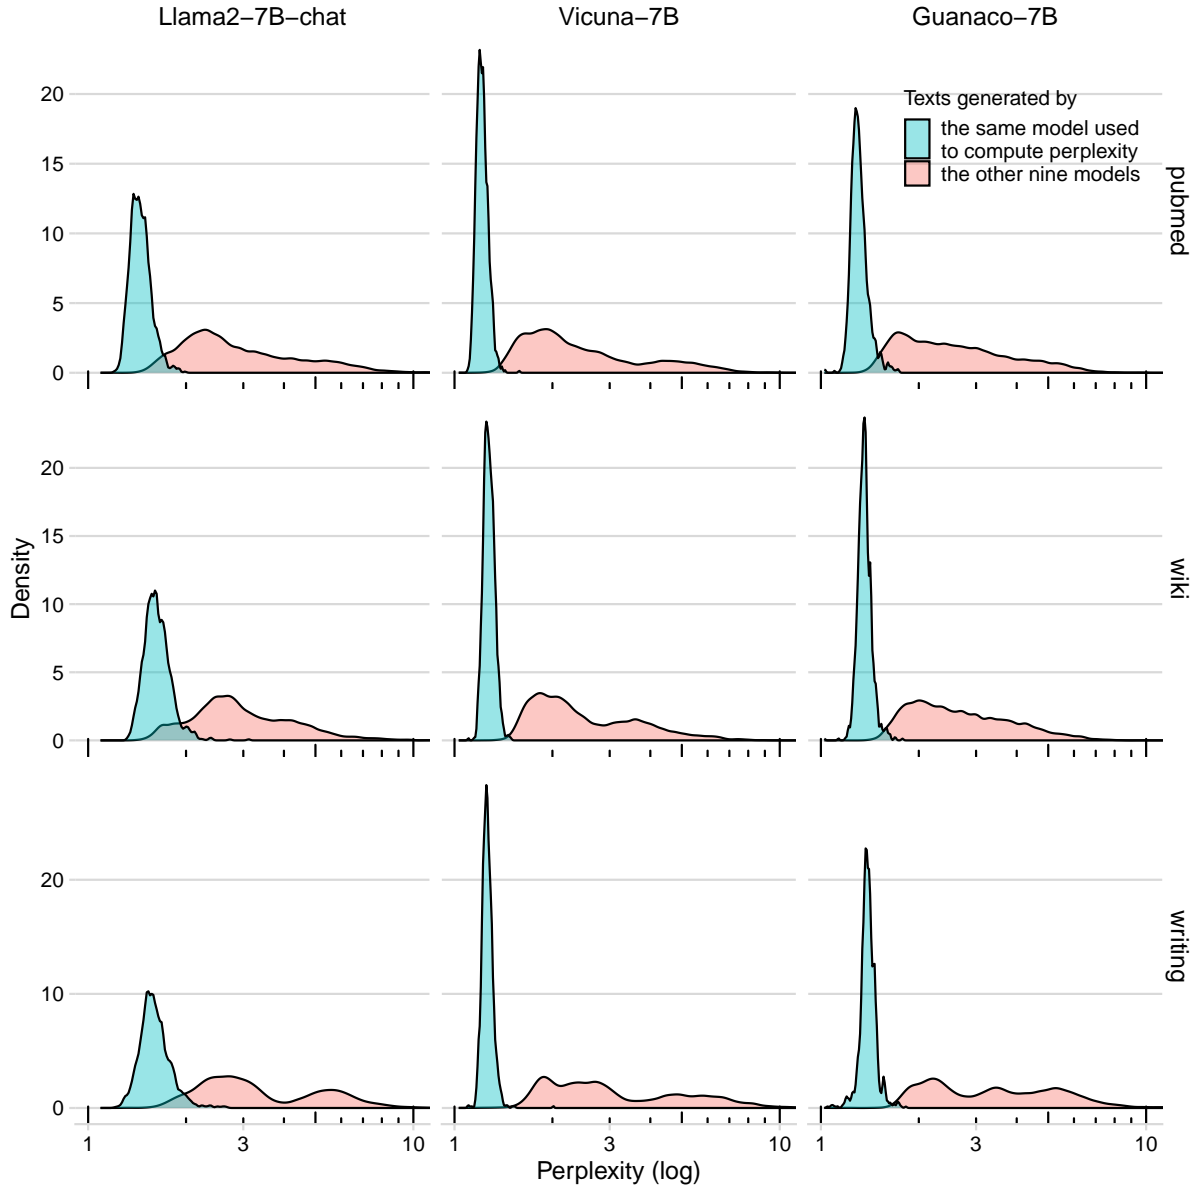 Llama2−7B−chat
Vicuna−7B
Guanaco−7B
Texts generated by
the same model used
to compute perplexity
the other nine models
20
15
10
5
0
pubmed
20
15
10
5
0
wiki
Density
20
10
0
writing
1 3 10
1 3 10
1 3 10
Perplexity (log)